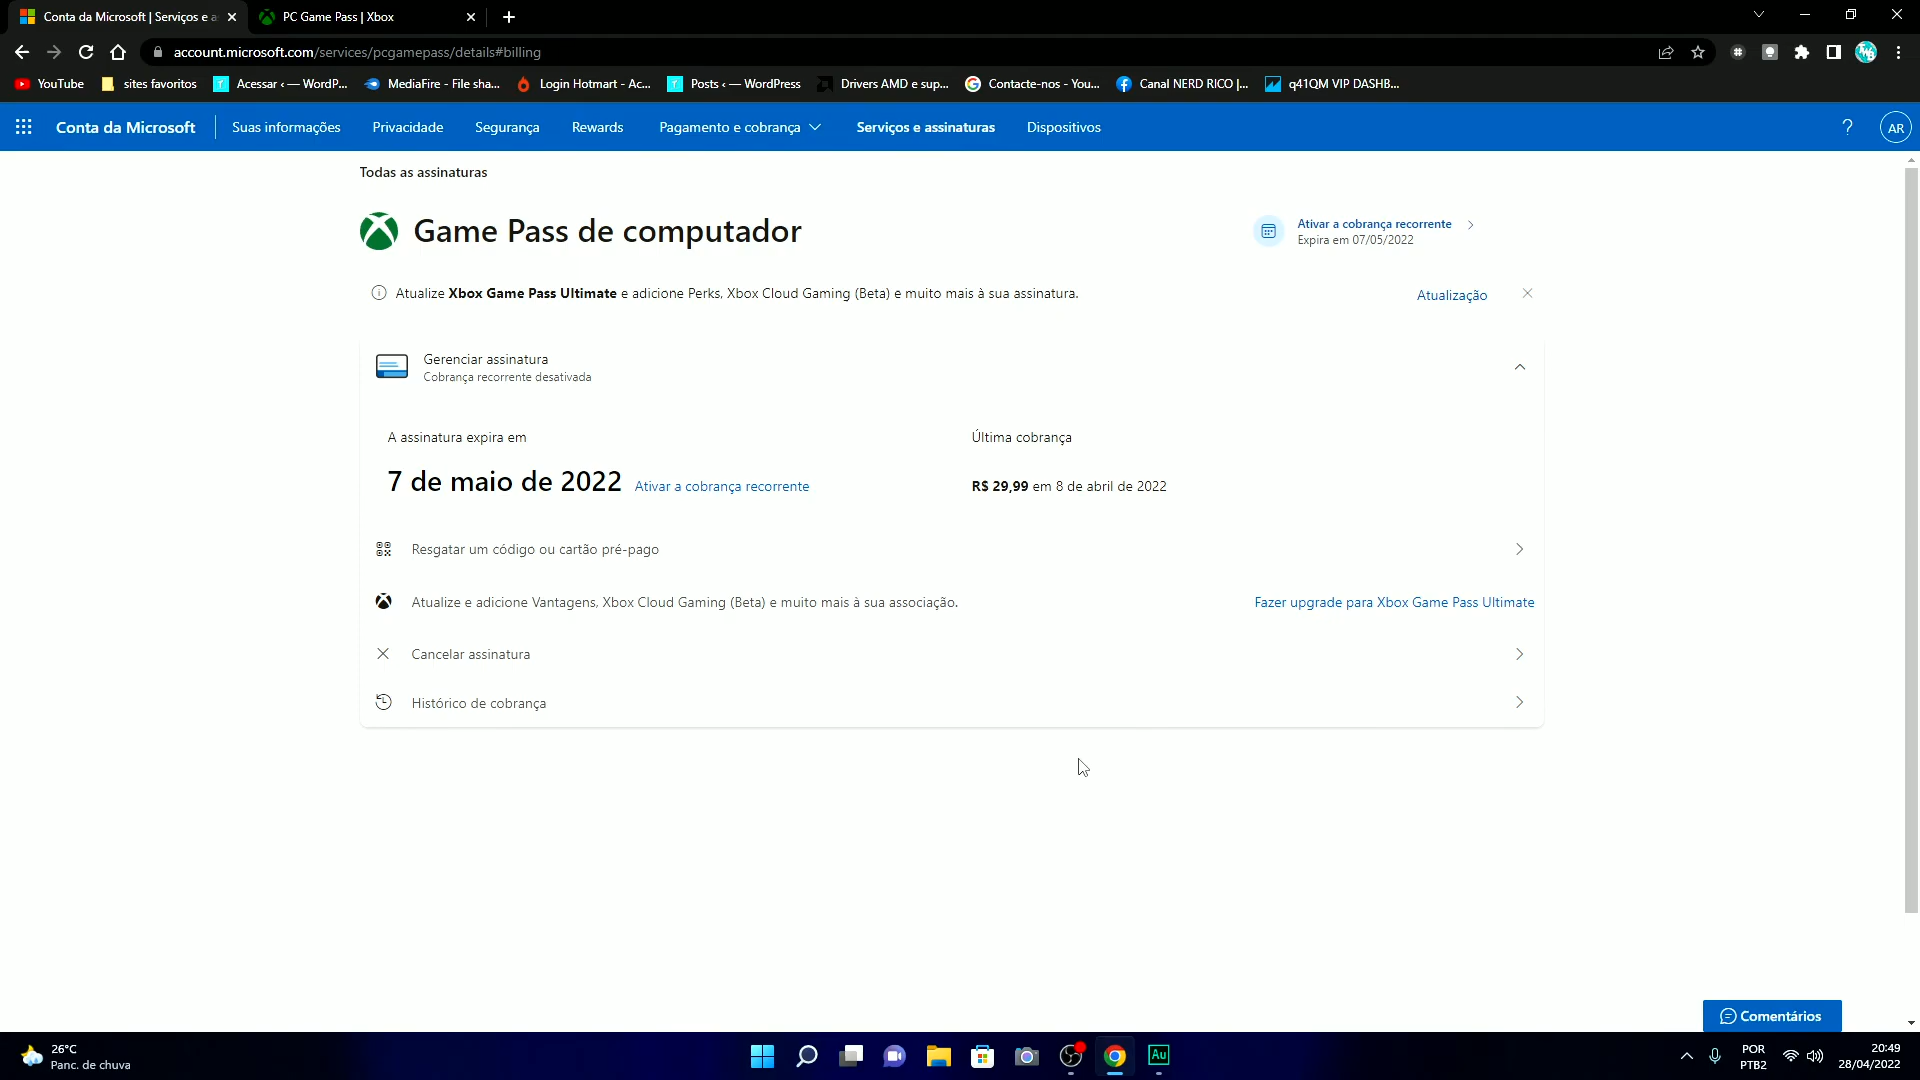 Conta da Microsoft | Serviços e a
PC Game Pass | Xbox
account.microsoft.com/services/pcgamepass/details#billing
YouTube
sites favoritos
Acessar ‹ — WordP...
MediaFire - File sha...
Login Hotmart - Ac...
Posts ‹ — WordPress
Drivers AMD e sup...
Contacte-nos - You...
Canal NERD RICO |...
q41QM VIP DASHB...
Conta da Microsoft
Suas informações
Privacidade
Segurança
Rewards
Pagamento e cobrança
Serviços e assinaturas
Dispositivos
?
AR
Todas as assinaturas
Game Pass de computador
Ativar a cobrança recorrente
Expira em 07/05/2022
Atualize Xbox Game Pass Ultimate e adicione Perks, Xbox Cloud Gaming (Beta) e muito mais à sua assinatura.
Atualização
Gerenciar assinatura
Cobrança recorrente desativada
A assinatura expira em
7 de maio de 2022
Ativar a cobrança recorrente
Última cobrança
R$ 29,99 em 8 de abril de 2022
Resgatar um código ou cartão pré-pago
Atualize e adicione Vantagens, Xbox Cloud Gaming (Beta) e muito mais à sua associação.
Fazer upgrade para Xbox Game Pass Ultimate
Cancelar assinatura
Histórico de cobrança
Comentários
26°C
Panc. de chuva
Au
POR
PTB2
20:49
28/04/2022